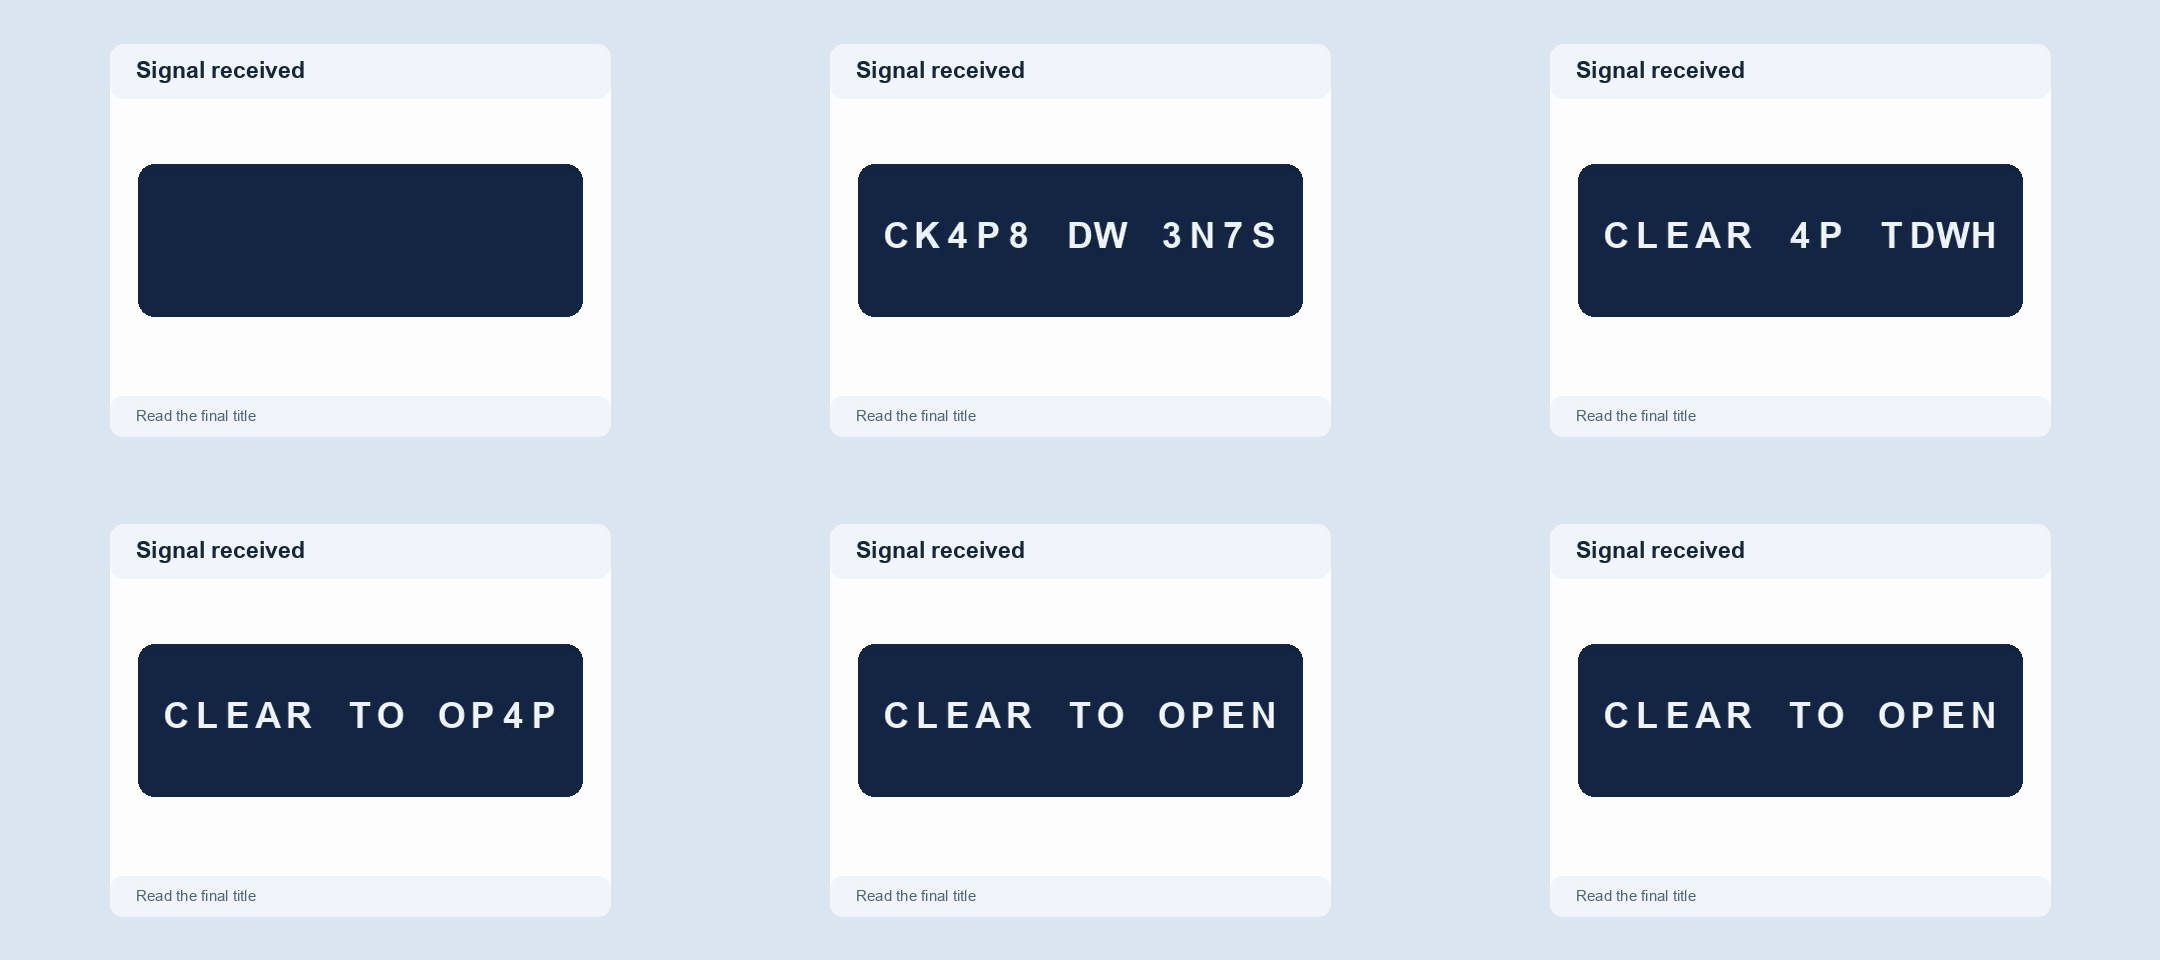 Signal received
Read the final title
Signal received
CK4P8 DW 3N7S
Read the final title
Signal received
CLEAR 4P TDWH
Read the final title
Signal received
CLEAR TO OP4P
Read the final title
Signal received
CLEAR TO OPEN
Read the final title
Signal received
CLEAR TO OPEN
Read the final title